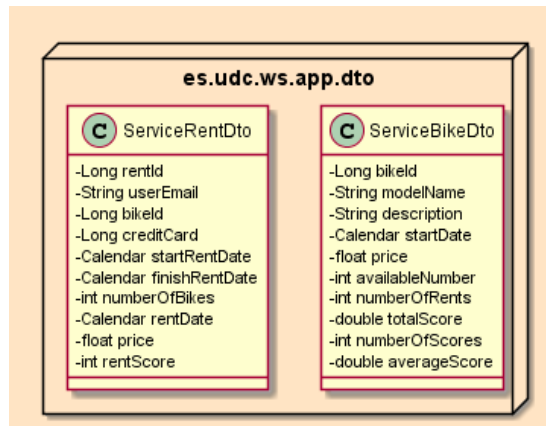 es.udc.ws.app.dto
C ServiceRentDto
-Long rentId
-String userEmail
-Long bikeId
-Long creditCard
-Calendar startRentDate
-Calendar finishRentDate
-int numberOfBikes
-Calendar rentDate
-float price
-int rentScore
C ServiceBikeDto
-Long bikeId
-String modelName
-String description
-Calendar startDate
-float price
-int availableNumber
-int numberOfRents
-double totalScore
-int numberOfScores
-double averageScore